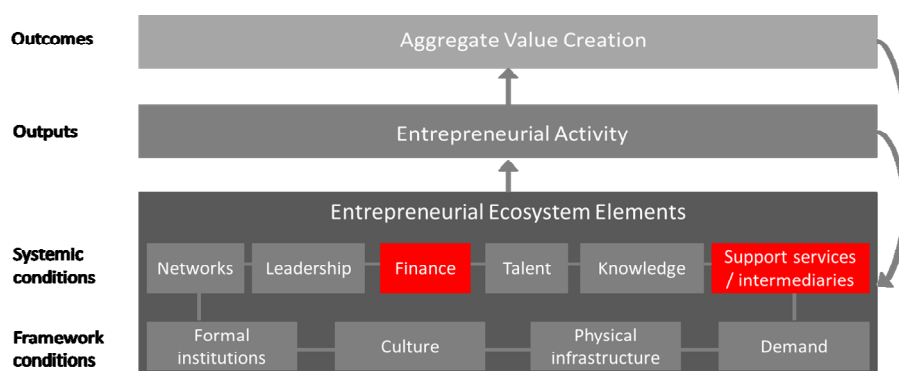 Outcomes
Aggregate Value Creation
Outputs
Entrepreneurial Activity
Entrepreneurial Ecosystem Elements
Systemic
conditions
Networks
Leadership
Finance
Talent
Knowledge
Support services
/ intermediaries
Framework
conditions
Formal
institutions
Culture
Physical
infrastructure
Demand